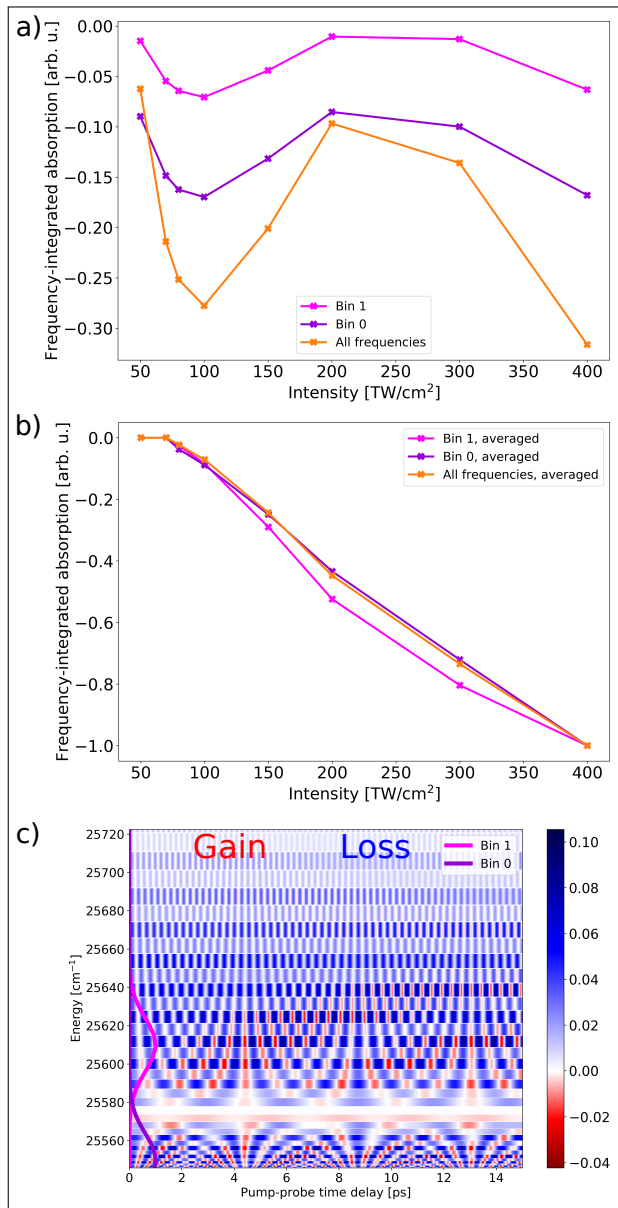 a)
Frequency-integrated absorption [arb. u.]
0.00
−0.05
−0.10
−0.15
−0.20
−0.25
−0.30
Bin 1
Bin 0
All frequencies
50 100 150 200 250 300 350 400
Intensity [TW/cm²]
b)
Frequency-integrated absorption [arb. u.]
0.0
−0.2
−0.4
−0.6
−0.8
−1.0
Bin 1, averaged
Bin 0, averaged
All frequencies, averaged
50 100 150 200 250 300 350 400
Intensity [TW/cm²]
c)
Energy [cm⁻¹]
25720
25700
25680
25660
25640
25620
25600
25580
25560
Gain
Loss
Bin 1
Bin 0
0 2 4 6 8 10 12 14
Pump-probe time delay [ps]
0.10
0.08
0.06
0.04
0.02
0.00
−0.02
−0.04